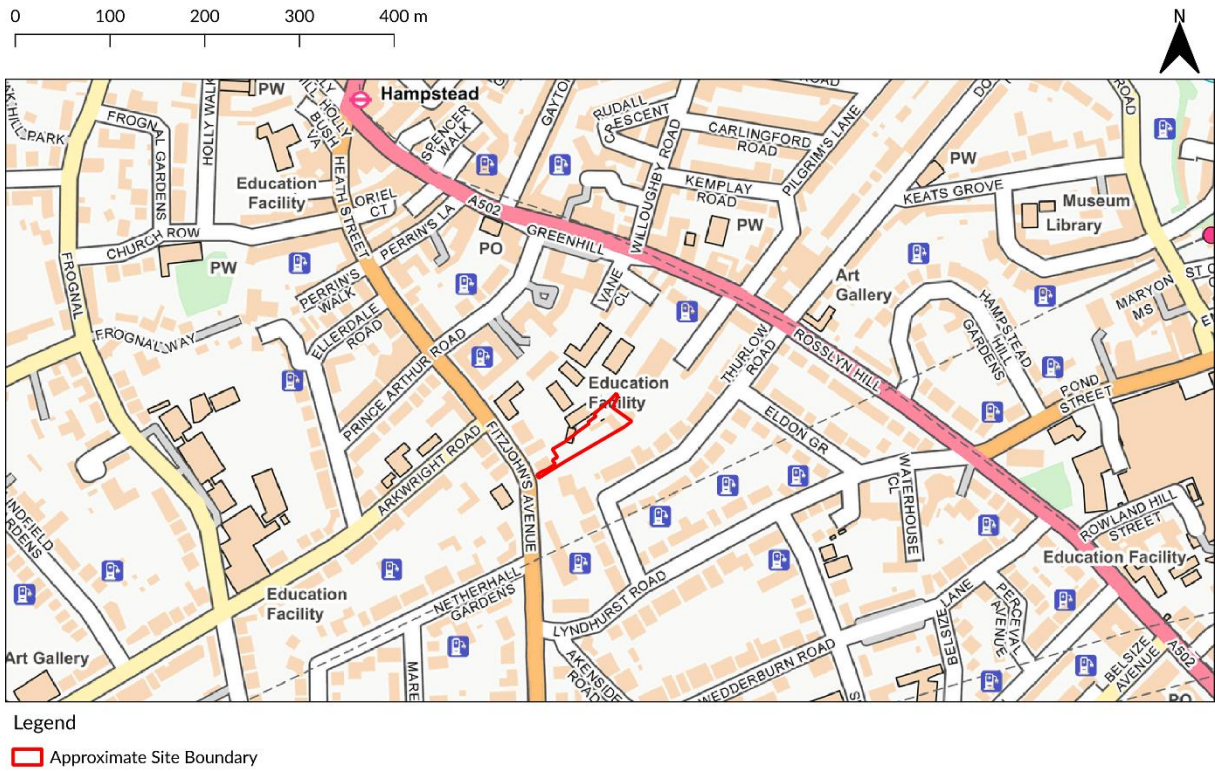 0 100 200 300 400 m
N
Hampstead
PW
HOLLY WALK
FROGNAL GARDENS
PARK
HOLLY
BUSH
HEATH STREET
SPENCER
WALK
RUDALL
CRESCENT
CARLINGFORD
ROAD
PILGRIM'S LANE
ROAD
ROAD
WILLOUGHBY ROAD
KEMPLAY
ROAD
PW
KEATS GROVE
Museum
Library
Education
Facility
ORIEL
CT
PERRIN'S LA
A502
PO
GREENHILL
PW
CHURCH ROW
PW
PERRIN'S
WALK
ELLERDALE
ROAD
VANE
CL
Art
Gallery
MARYON
MS
FROGNAL
FROGNAL WAY
PRINCE ARTHUR ROAD
THURLOW
ROAD
ROSSLYN HILL
HAMPSTEAD
HILL
GARDENS
POND
STREET
Education
Facility
ELDON GR
FITZJOHN'S AVENUE
ARKWRIGHT ROAD
WATERHOUSE
CL
ROWLAND HILL
STREET
Education Facility
Education
Facility
NETHERHALL
GARDENS
LYNDHURST ROAD
BELSIZE LANE
PERCEVAL
AVENUE
Art Gallery
MARE
AKENSIDE
ROAD
WEDDERBURN ROAD
BELSIZE
AVENUE
A502
PO
Legend
Approximate Site Boundary